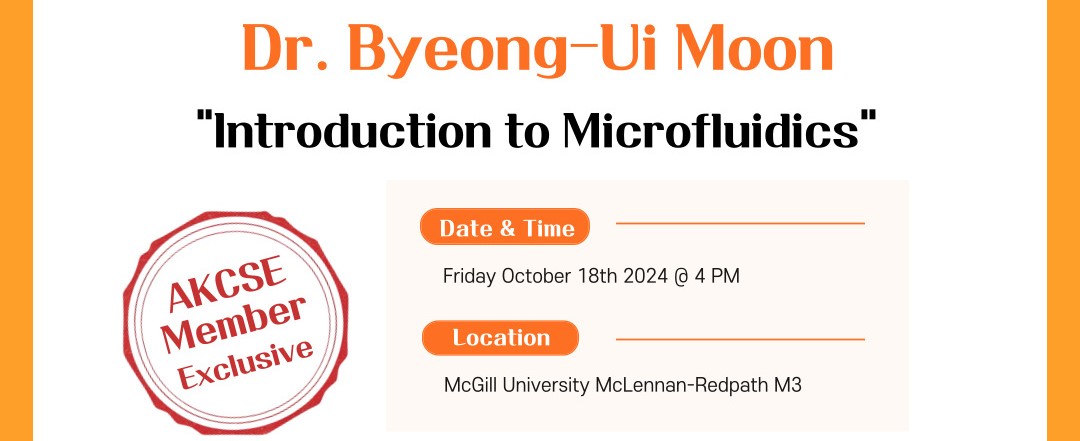 Dr. Byeong-Ui Moon
"Introduction to Microfluidics"
AKCSE
Member
Exclusive
Date & Time
Friday October 18th 2024 @ 4 PM
Location
McGill University McLennan-Redpath M3